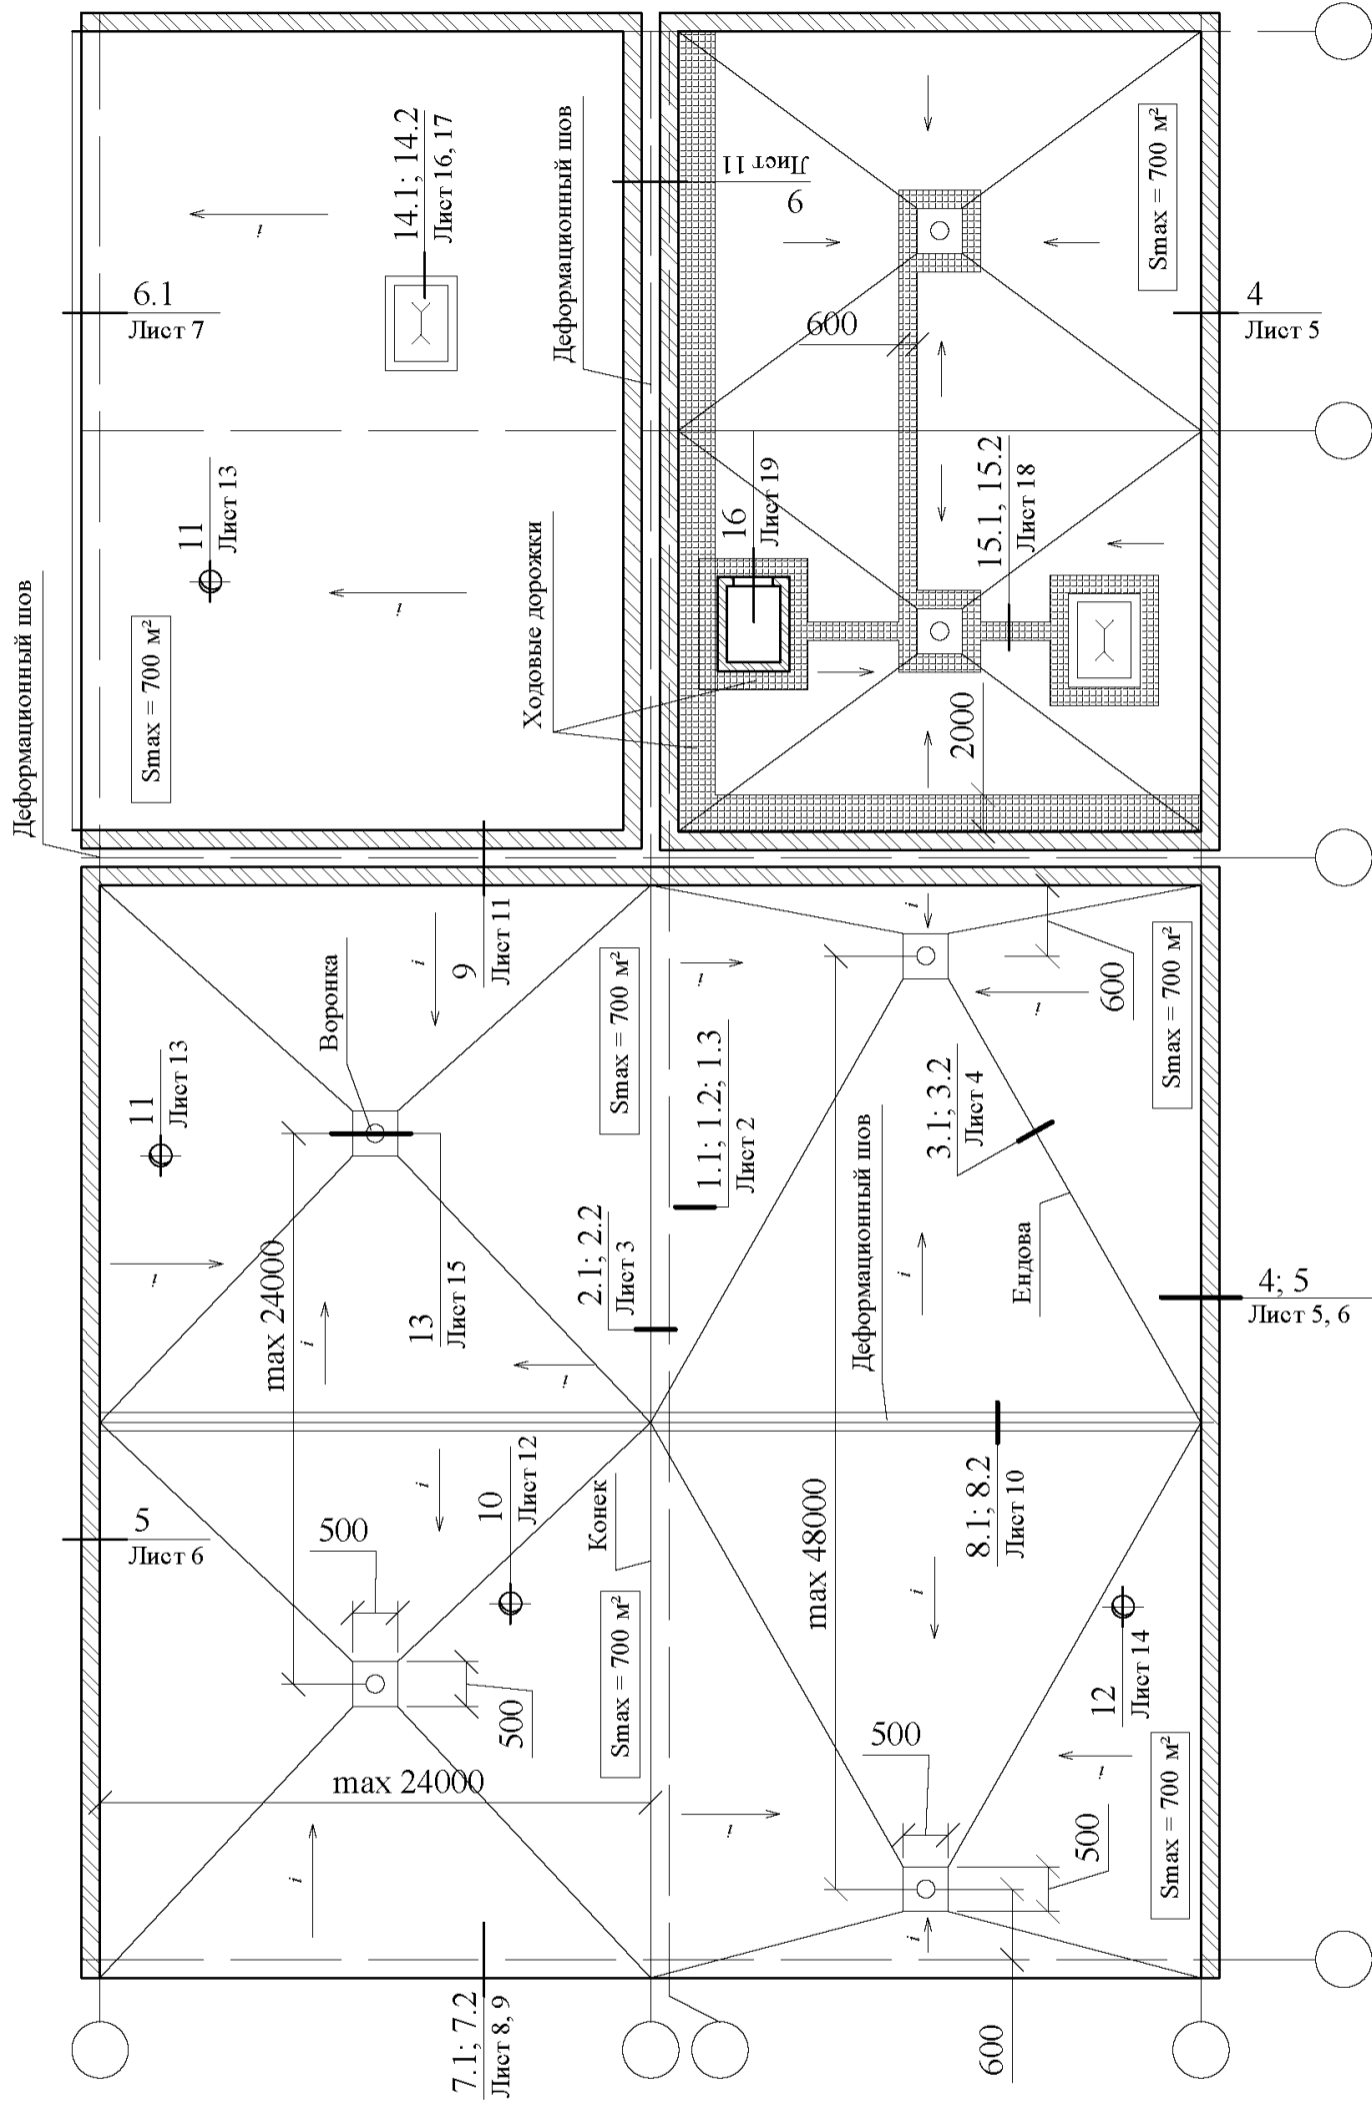 Деформационный шов
Smax = 700 м²
11
Лист 13
i
i
6.1
Лист 7
14.1; 14.2
Лист 16, 17
Деформационный шов
Ходовые дорожки
9
Лист 11
600
16
Лист 19
15.1, 15.2
Лист 18
2000
Smax = 700 м²
4
Лист 5
11
Лист 13
i
Воронка
i
9
Лист 11
Smax = 700 м²
max 24000
i
13
Лист 15
i
2.1; 2.2
Лист 3
5
Лист 6
i
10
Лист 12
500
500
Конек
Smax = 700 м²
max 24000
i
7.1; 7.2
Лист 8, 9
i
1.1; 1.2; 1.3
Лист 2
i
3.1; 3.2
Лист 4
i
600
Smax = 700 м²
Деформационный шов
i
Ендова
4; 5
Лист 5, 6
8.1; 8.2
Лист 10
max 48000
i
12
Лист 14
500
i
500
Smax = 700 м²
i
i
600